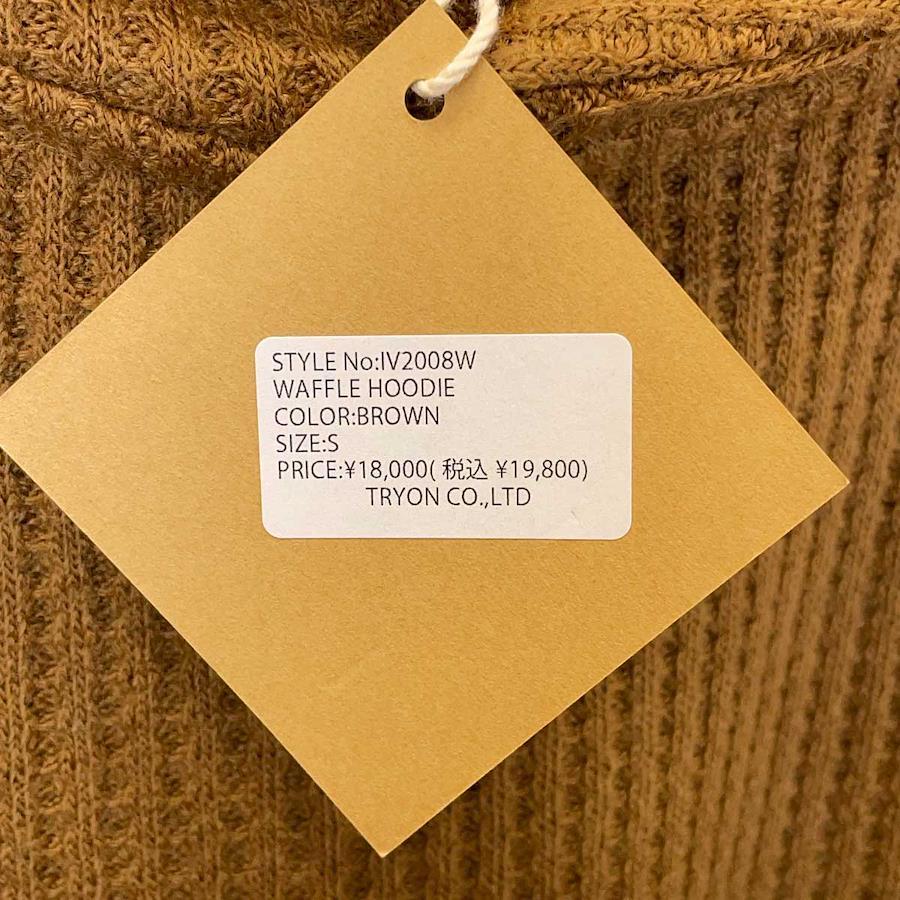 STYLE No:IV2008W
WAFFLE HOODIE
COLOR:BROWN
SIZE:S
PRICE:¥18,000( 税込 ¥19,800)
TRYON CO.,LTD